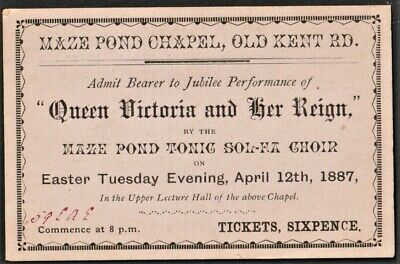 MAZE POND CHAPEL, OLD KENT RD.
Admit Bearer to Jubilee Performance of
"Queen Victoria and Her Reign,"
BY THE
MAZE POND TONIC SOL-FA CHOIR
ON
Easter Tuesday Evening, April 12th, 1887,
In the Upper Lecture Hall of the above Chapel.
Commence at 8 p.m. TICKETS, SIXPENCE.